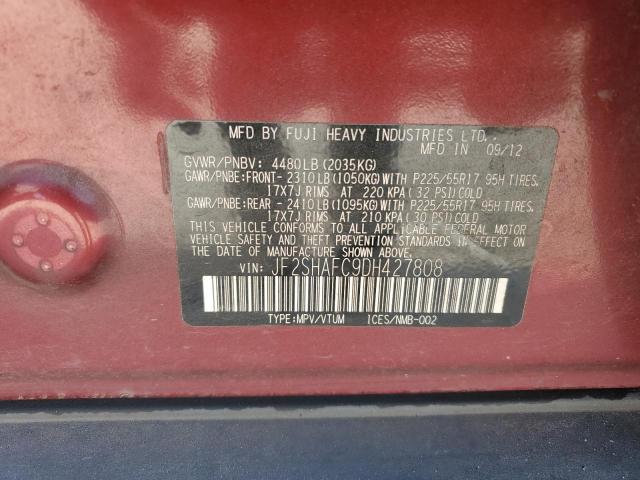 MFD BY FUJI HEAVY INDUSTRIES LTD.
MFD IN 09/12
GVWR/PNBV: 4480LB(2035KG)
GAWR/PNBE:FRONT- 2310LB(1050KG)WITH P225/55R17 95H TIRES.
17X7J RIMS AT 220 KPA(32 PSI)COLD
GAWR/PNBE:REAR - 2410LB(1095KG)WITH P225/55R17 95H TIRES.
17X7J RIMS AT 210 KPA(30 PSI)COLD
THIS VEHICLE CONFORMS TO ALL APPLICABLE FEDERAL MOTOR
VEHICLE SAFETY AND THEFT PREVENTION STANDARDS IN EFFECT ON
THE DATE OF MANUFACTURE SHOWN ABOVE.
VIN: JF2SHAFC9DH427808
TYPE:MPV/VTUM ICES/NMB-002